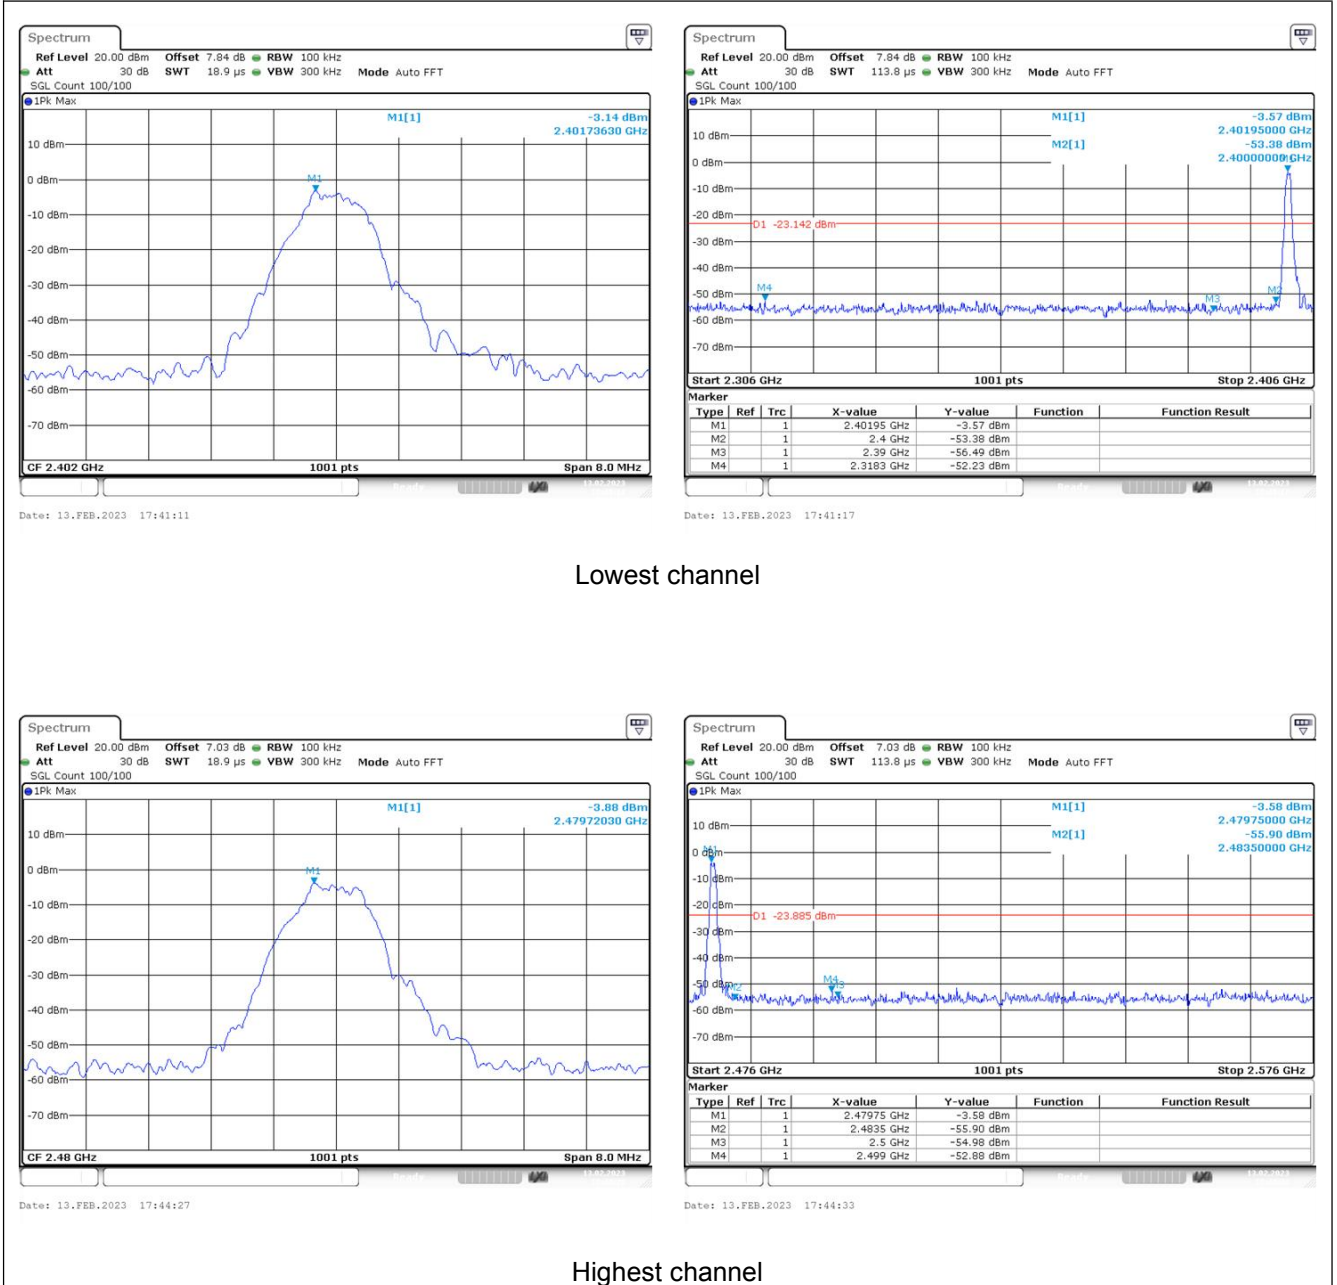 Spectrum
Ref Level 20.00 dBm Offset 7.84 dB RBW 100 kHz
Att 30 dB SWT 18.9 µs VBW 300 kHz Mode Auto FFT
SGL Count 100/100
1Pk Max
M1[1] -3.14 dBm
2.40173630 GHz
10 dBm
M1
0 dBm
-10 dBm
-20 dBm
-30 dBm
-40 dBm
-50 dBm
-60 dBm
-70 dBm
CF 2.402 GHz 1001 pts Span 8.0 MHz
Date: 13.FEB.2023 17:41:11
Spectrum
Ref Level 20.00 dBm Offset 7.84 dB RBW 100 kHz
Att 30 dB SWT 113.8 µs VBW 300 kHz Mode Auto FFT
SGL Count 100/100
1Pk Max
M1[1] -3.57 dBm
2.40195000 GHz
10 dBm
M2[1] -53.38 dBm
2.40000000 GHz
0 dBm
-10 dBm
-20 dBm
D1 -23.142 dBm
-30 dBm
-40 dBm
M4
M2
-50 dBm
M3
-60 dBm
-70 dBm
Start 2.306 GHz 1001 pts Stop 2.406 GHz
Marker
Type Ref Trc X-value Y-value Function Function Result
M1 1 2.40195 GHz -3.57 dBm
M2 1 2.4 GHz -53.38 dBm
M3 1 2.39 GHz -56.49 dBm
M4 1 2.3183 GHz -52.23 dBm
Date: 13.FEB.2023 17:41:17
Lowest channel
Spectrum
Ref Level 20.00 dBm Offset 7.03 dB RBW 100 kHz
Att 30 dB SWT 18.9 µs VBW 300 kHz Mode Auto FFT
SGL Count 100/100
1Pk Max
M1[1] -3.88 dBm
2.47972030 GHz
10 dBm
M1
0 dBm
-10 dBm
-20 dBm
-30 dBm
-40 dBm
-50 dBm
-60 dBm
-70 dBm
CF 2.48 GHz 1001 pts Span 8.0 MHz
Date: 13.FEB.2023 17:44:27
Spectrum
Ref Level 20.00 dBm Offset 7.03 dB RBW 100 kHz
Att 30 dB SWT 113.8 µs VBW 300 kHz Mode Auto FFT
SGL Count 100/100
1Pk Max
M1[1] -3.58 dBm
2.47975000 GHz
10 dBm
M2[1] -55.90 dBm
2.48350000 GHz
M1
0 dBm
-10 dBm
-20 dBm
D1 -23.885 dBm
-30 dBm
-40 dBm
M4
M3
-50 dBm
M2
-60 dBm
-70 dBm
Start 2.476 GHz 1001 pts Stop 2.576 GHz
Marker
Type Ref Trc X-value Y-value Function Function Result
M1 1 2.47975 GHz -3.58 dBm
M2 1 2.4835 GHz -55.90 dBm
M3 1 2.5 GHz -54.98 dBm
M4 1 2.499 GHz -52.88 dBm
Date: 13.FEB.2023 17:44:33
Highest channel